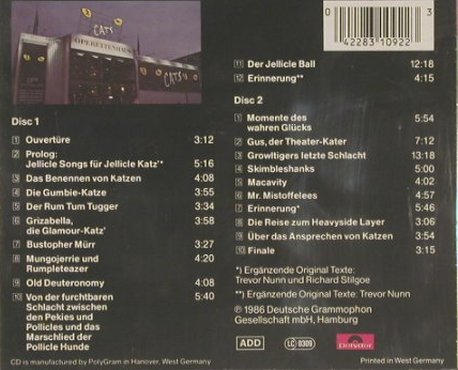 CATS
OPERETTENHAUS
CATS
0
42283 10922
3
Disc 1
1 Ouvertüre 3:12
2 Prolog:
Jellicle Songs für Jellicle Katz'* 5:16
3 Das Benennen von Katzen 4:08
4 Die Gumbie-Katze 3:55
5 Der Rum Tum Tugger 3:54
6 Grizabella, 3:58
die Glamour-Katz'
7 Bustopher Mürr 3:27
8 Mungojerrie und 4:20
Rumpleteazer
9 Old Deuteronomy 4:08
10 Von der furchtbaren 5:40
Schlacht zwischen
den Pekies und
Pollicles und das
Marschlied der
Pollicle Hunde
11 Der Jellicle Ball 12:18
12 Erinnerung** 4:15
Disc 2
1 Momente des 5:54
wahren Glücks
2 Gus, der Theater-Kater 7:12
3 Growltigers letzte Schlacht 13:18
4 Skimbleshanks 5:00
5 Macavity 4:02
6 Mr. Mistoffelees 4:57
7 Erinnerung* 5:46
8 Die Reise zum Heavyside Layer 3:06
9 Über das Ansprechen von Katzen 3:54
10 Finale 3:15
*) Ergänzende Original Texte:
Trevor Nunn und Richard Stilgoe
**) Ergänzende Original Texte: Trevor Nunn
℗ 1986 Deutsche Grammophon
Gesellschaft mbH, Hamburg
ADD
LC 0309
Polydor
CD is manufactured by PolyGram in Hanover, West Germany
Printed in West Germany